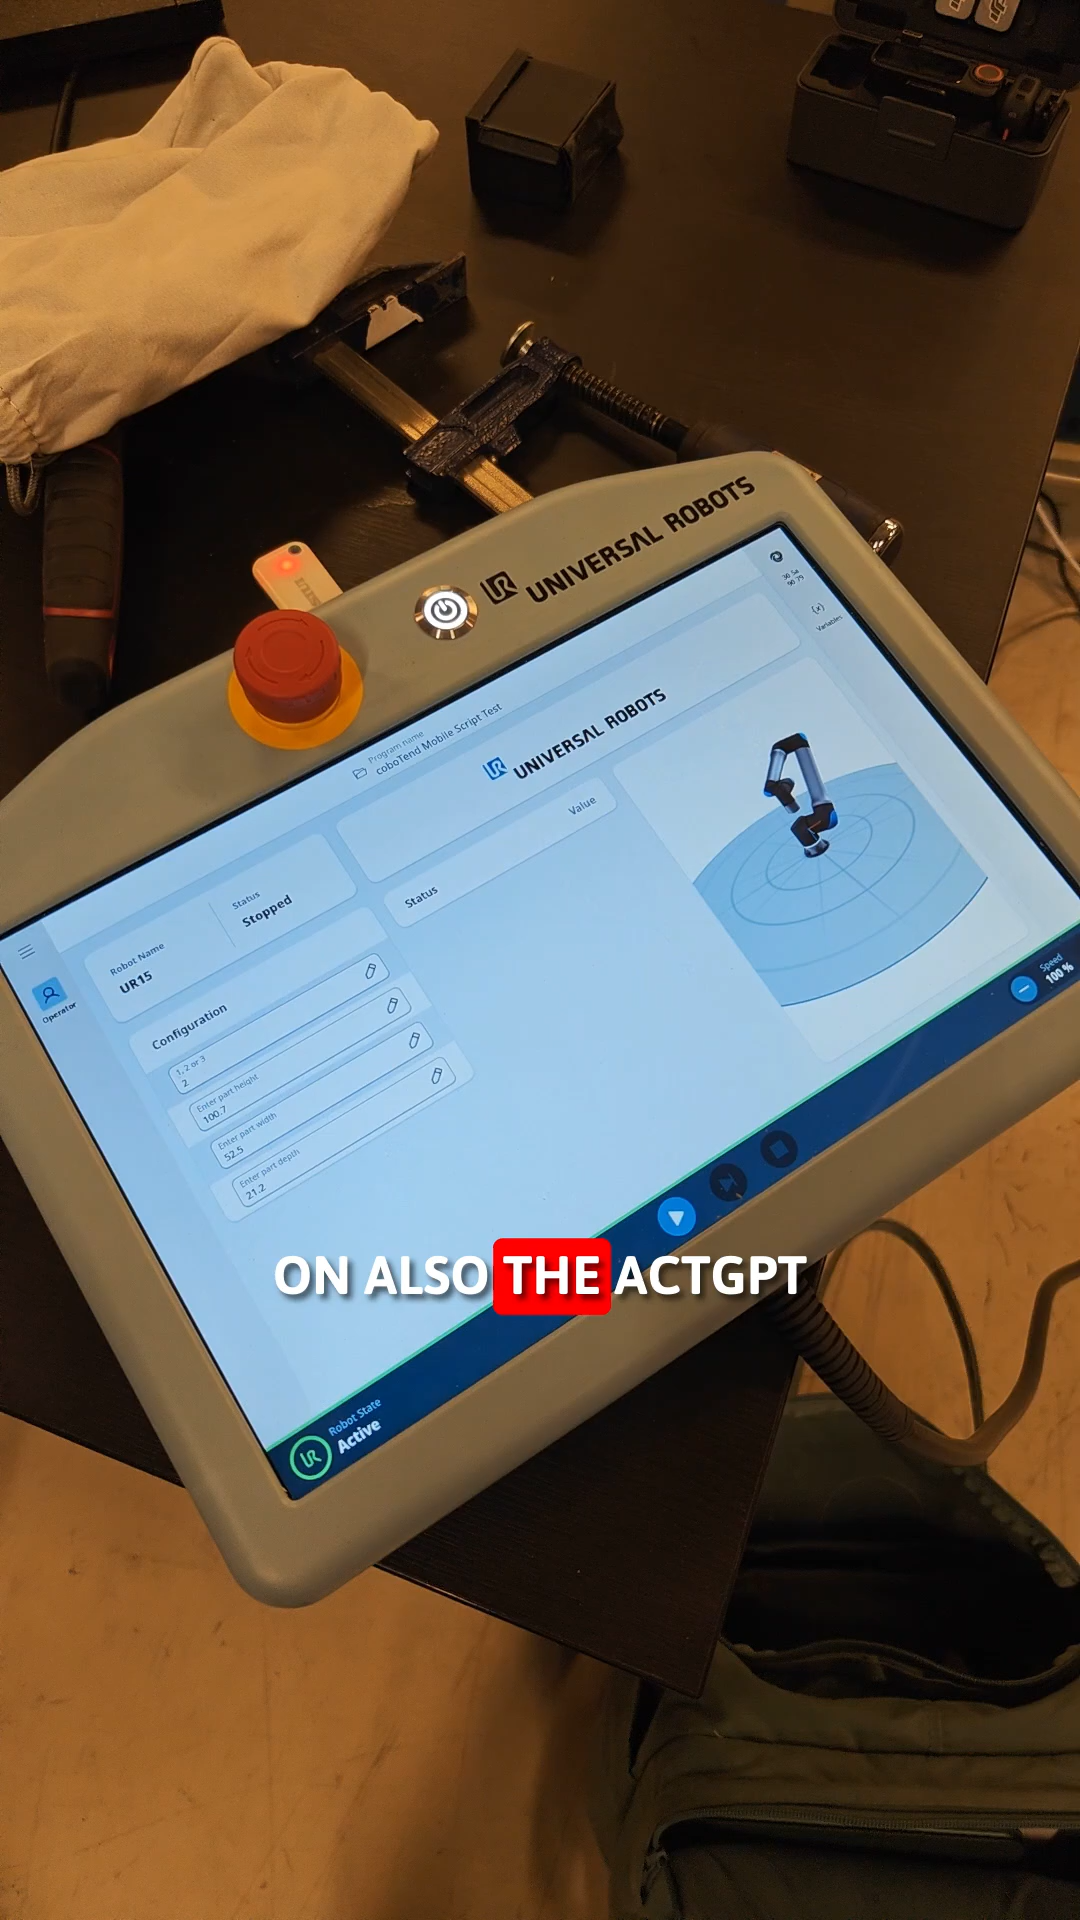 UNIVERSAL ROBOTS
Variables
Program name
coboTend Mobile Script Test
UNIVERSAL ROBOTS
Robot Name
UR15
Status
Stopped
Status
Value
Operator
Configuration
1, 2 or 3
2
Enter part height
100.7
Enter part width
52.5
Enter part depth
21.2
Speed
100 %
ON ALSO THE ACTGPT
Robot State
Active